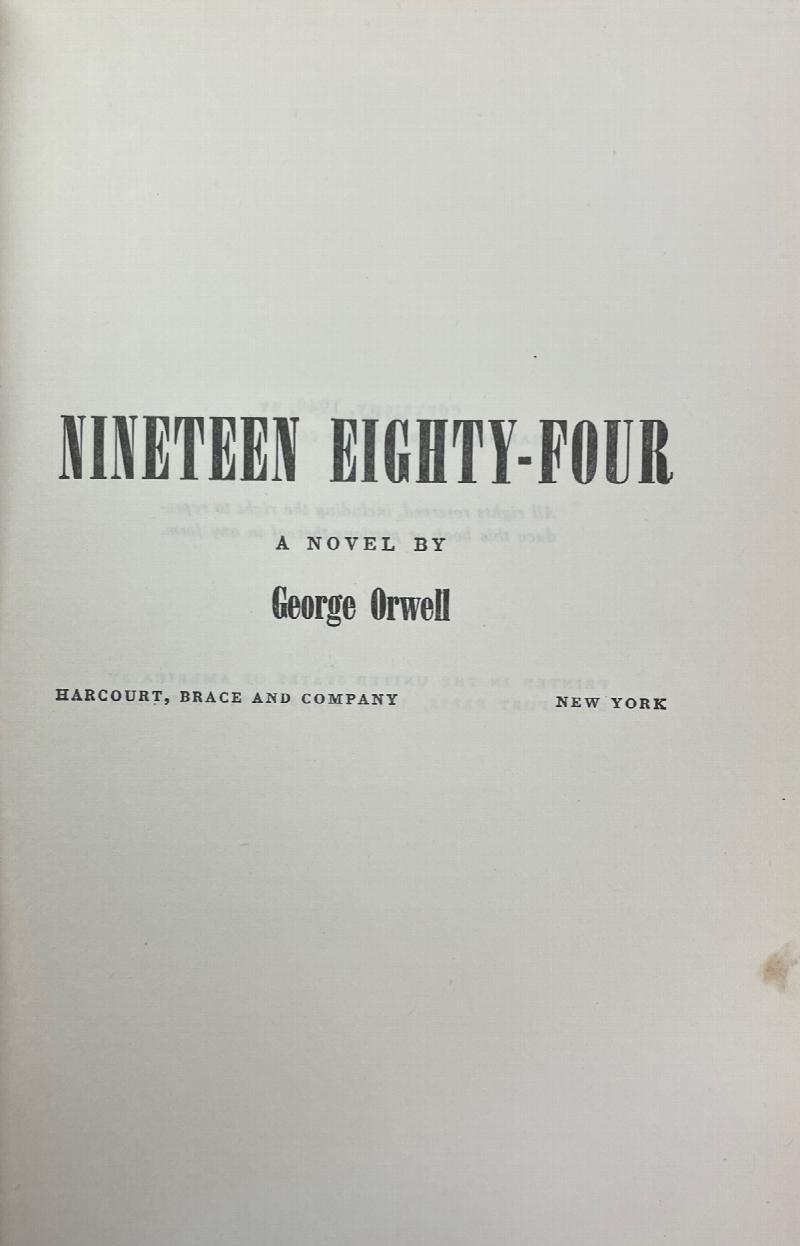 NINETEEN EIGHTY-FOUR
A NOVEL BY
George Orwell
HARCOURT, BRACE AND COMPANY NEW YORK